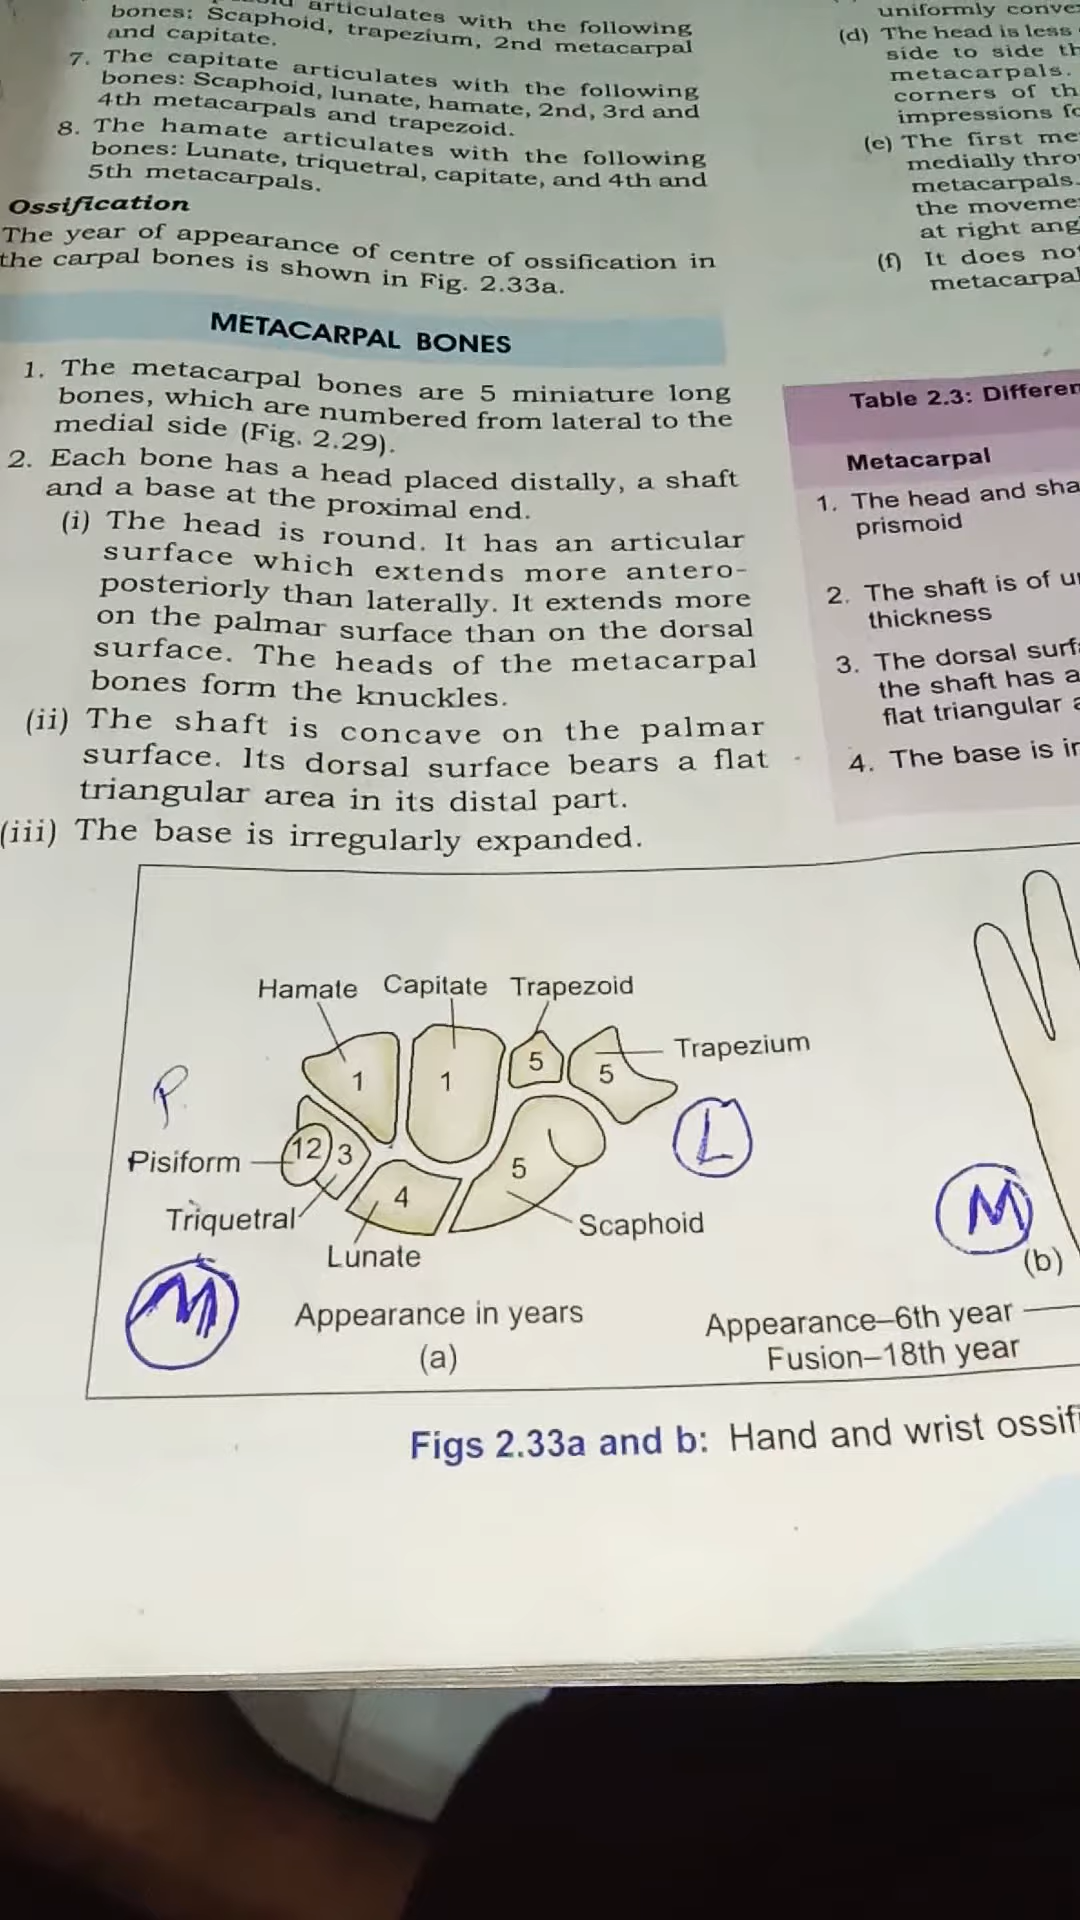 articulates with the following
bones: Scaphoid, trapezium, 2nd metacarpal
and capitate.
7. The capitate articulates with the following
bones: Scaphoid, lunate, hamate, 2nd, 3rd and
4th metacarpals and trapezoid.
8. The hamate articulates with the following
bones: Lunate, triquetral, capitate, and 4th and
5th metacarpals.
Ossification
The year of appearance of centre of ossification in
the carpal bones is shown in Fig. 2.33a.
METACARPAL BONES
1. The metacarpal bones are 5 miniature long
bones, which are numbered from lateral to the
medial side (Fig. 2.29).
2. Each bone has a head placed distally, a shaft
and a base at the proximal end.
(i) The head is round. It has an articular
surface which extends more antero-
posteriorly than laterally. It extends more
on the palmar surface than on the dorsal
surface. The heads of the metacarpal
bones form the knuckles.
(ii) The shaft is concave on the palmar
surface. Its dorsal surface bears a flat
triangular area in its distal part.
(iii) The base is irregularly expanded.
uniformly
(d) The head is less
side to side
metacarpals.
corners of
impressions
(e) The first
medially
metacarpals.
the
at right
(f) It does
Table 2.3:
Metacarpal
1. The head and
prismoid
2. The shaft is of
thickness
3. The dorsal
the shaft has a
flat triangular
4. The base is
Hamate Capitate Trapezoid
Trapezium
1 1 5 5
P.
Pisiform 12 3 5 L
4
Triquetral Scaphoid
Lunate
M
M
Appearance in years
(a)
(b)
Appearance–6th year
Fusion–18th year
Figs 2.33a and b: Hand and wrist